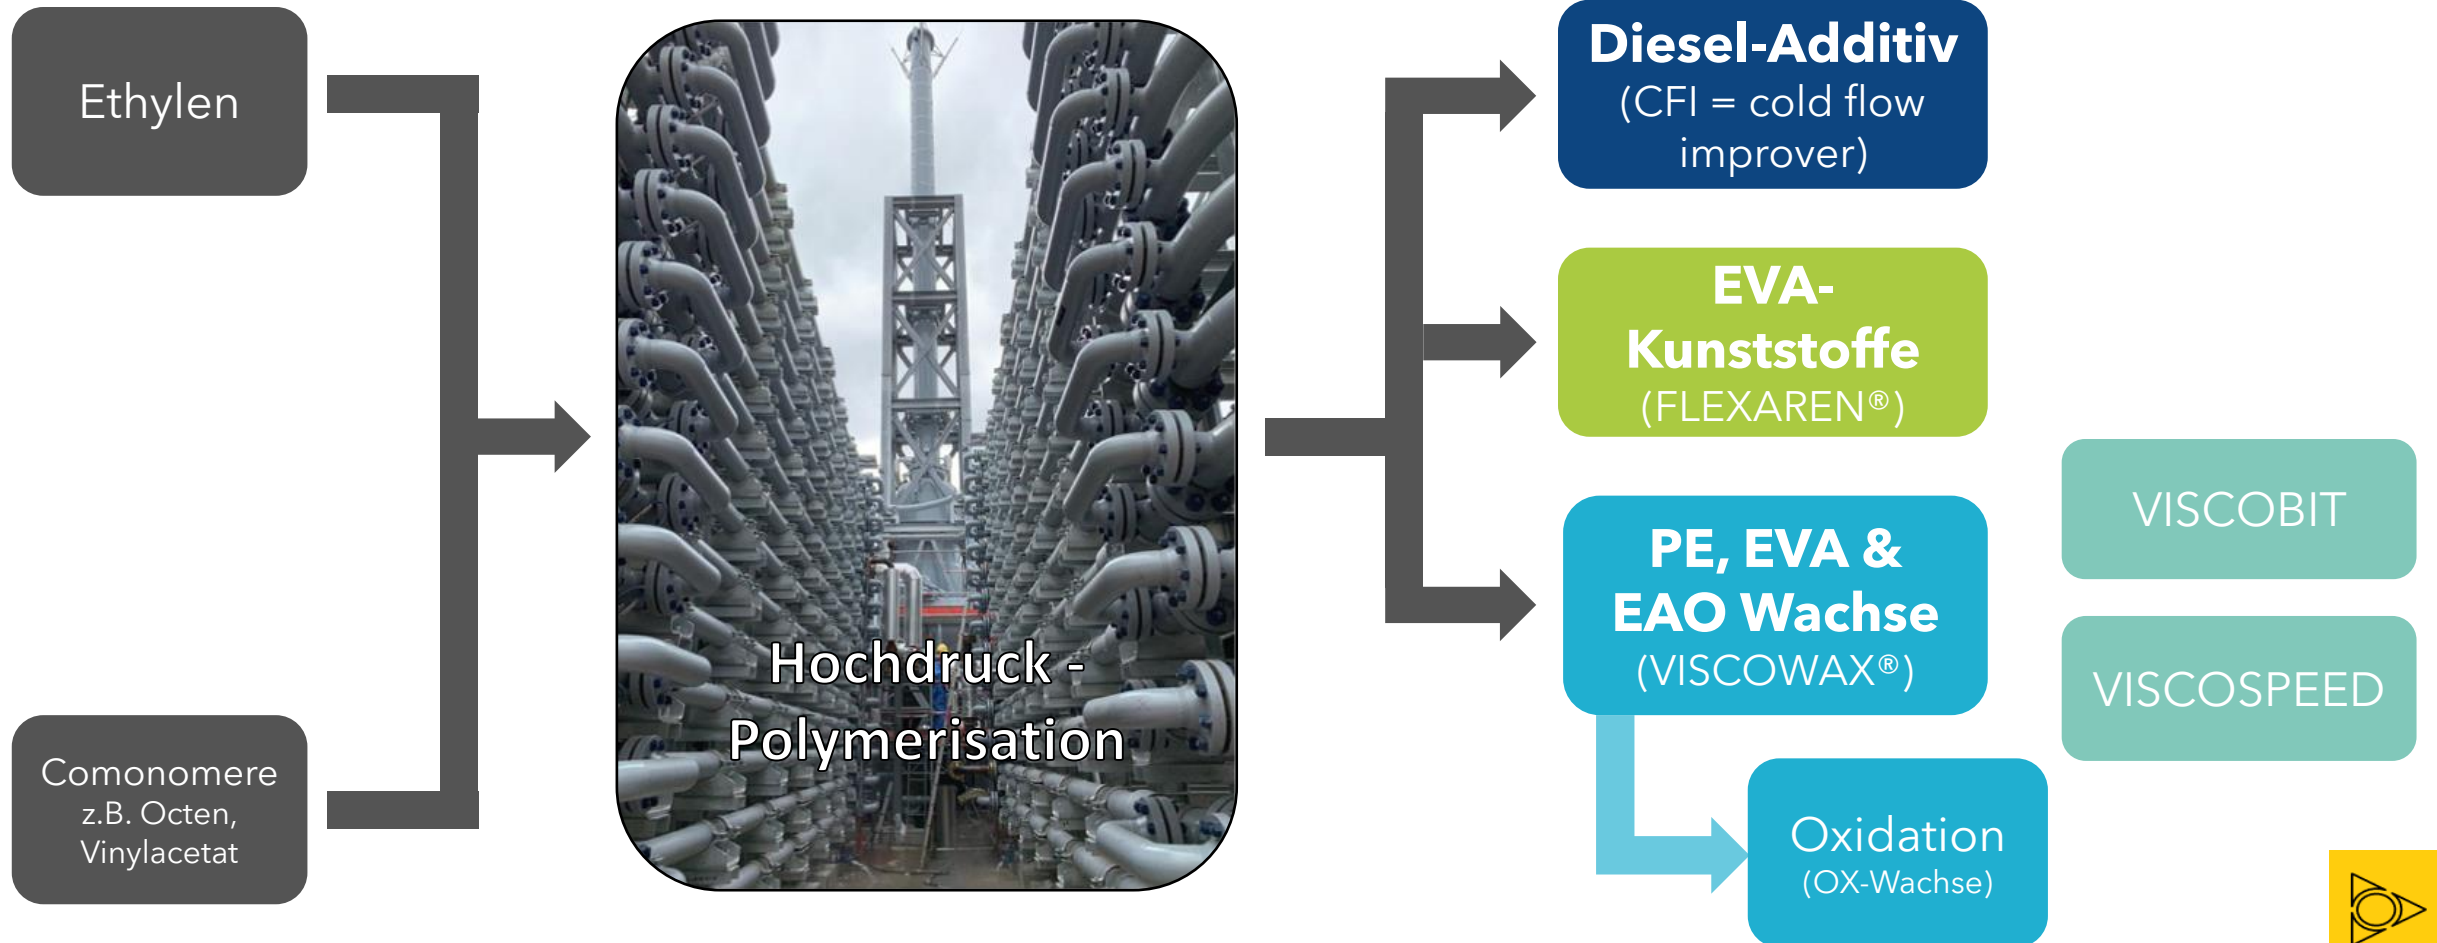 Ethylen
Comonomere
z.B. Octen,
Vinylacetat
Hochdruck -
Polymerisation
Diesel-Additiv
(CFI = cold flow
improver)
EVA-
Kunststoffe
(FLEXAREN®)
PE, EVA &
EAO Wachse
(VISCOWAX®)
Oxidation
(OX-Wachse)
VISCOBIT
VISCOSPEED